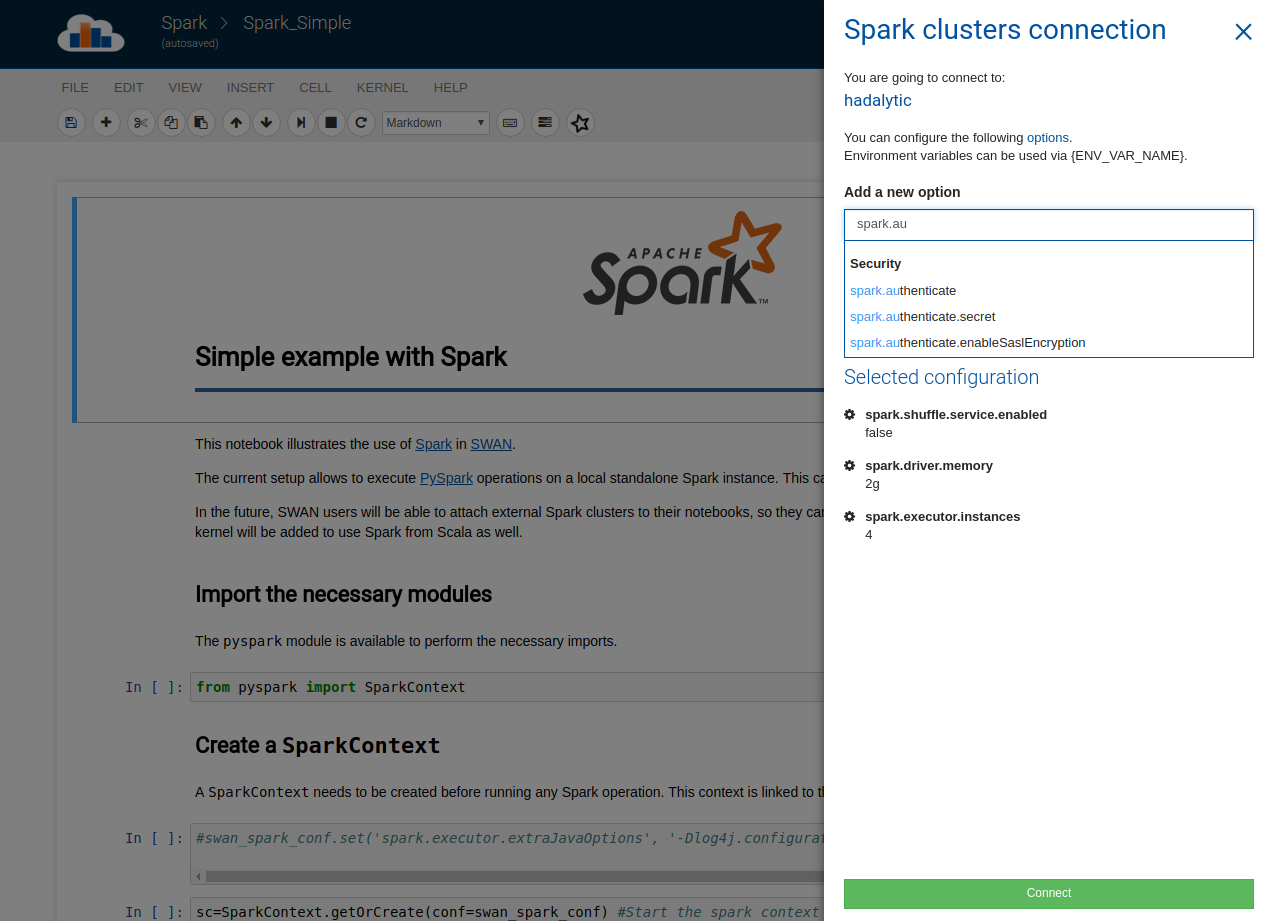 Spark > Spark_Simple
(autosaved)
FILE EDIT VIEW INSERT CELL KERNEL HELP
Markdown
APACHE
Spark™
Simple example with Spark
This notebook illustrates the use of Spark in SWAN.
The current setup allows to execute PySpark operations on a local standalone Spark instance. This ca
In the future, SWAN users will be able to attach external Spark clusters to their notebooks, so they can
kernel will be added to use Spark from Scala as well.
Import the necessary modules
The pyspark module is available to perform the necessary imports.
In [ ]: from pyspark import SparkContext
Create a SparkContext
A SparkContext needs to be created before running any Spark operation. This context is linked to th
In [ ]: #swan_spark_conf.set('spark.executor.extraJavaOptions', '-Dlog4j.configurat
In [ ]: sc=SparkContext.getOrCreate(conf=swan_spark_conf) #Start the spark context
Spark clusters connection
You are going to connect to:
hadalytic
You can configure the following options.
Environment variables can be used via {ENV_VAR_NAME}.
Add a new option
spark.au
Security
spark.authenticate
spark.authenticate.secret
spark.authenticate.enableSaslEncryption
Selected configuration
spark.shuffle.service.enabled
false
spark.driver.memory
2g
spark.executor.instances
4
Connect